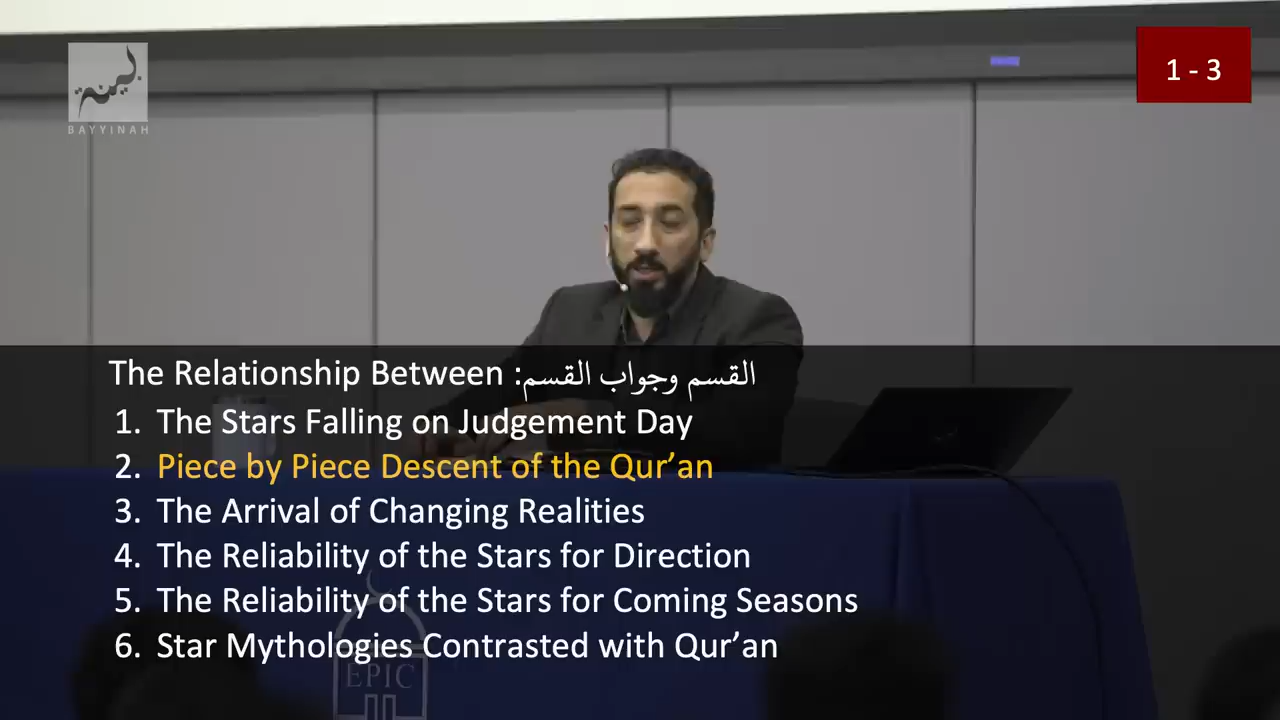 بينة
BAYYINAH
1 - 3
The Relationship Between القسم وجواب القسم:
1. The Stars Falling on Judgement Day
2. Piece by Piece Descent of the Qur’an
3. The Arrival of Changing Realities
4. The Reliability of the Stars for Direction
5. The Reliability of the Stars for Coming Seasons
6. Star Mythologies Contrasted with Qur’an
EPIC